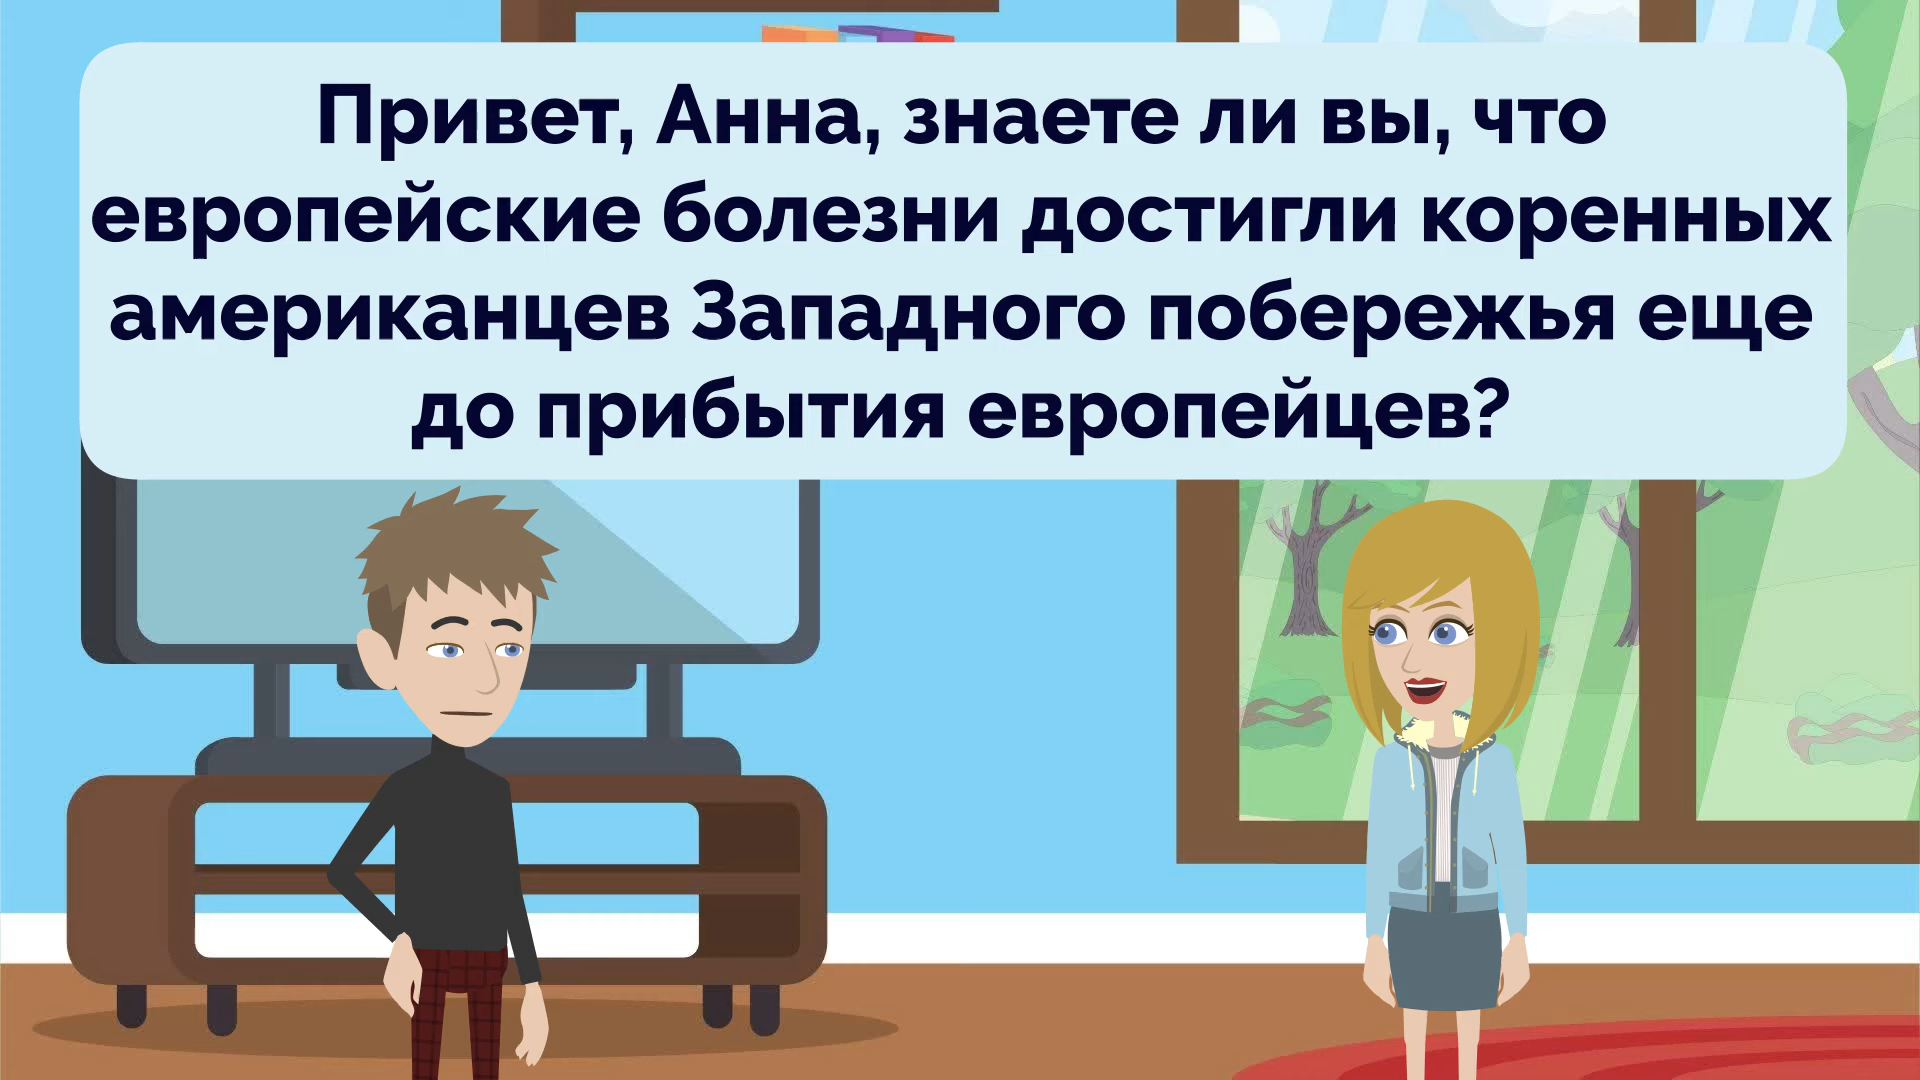 Привет, Анна, знаете ли вы, что
европейские болезни достигли коренных
американцев Западного побережья еще
до прибытия европейцев?